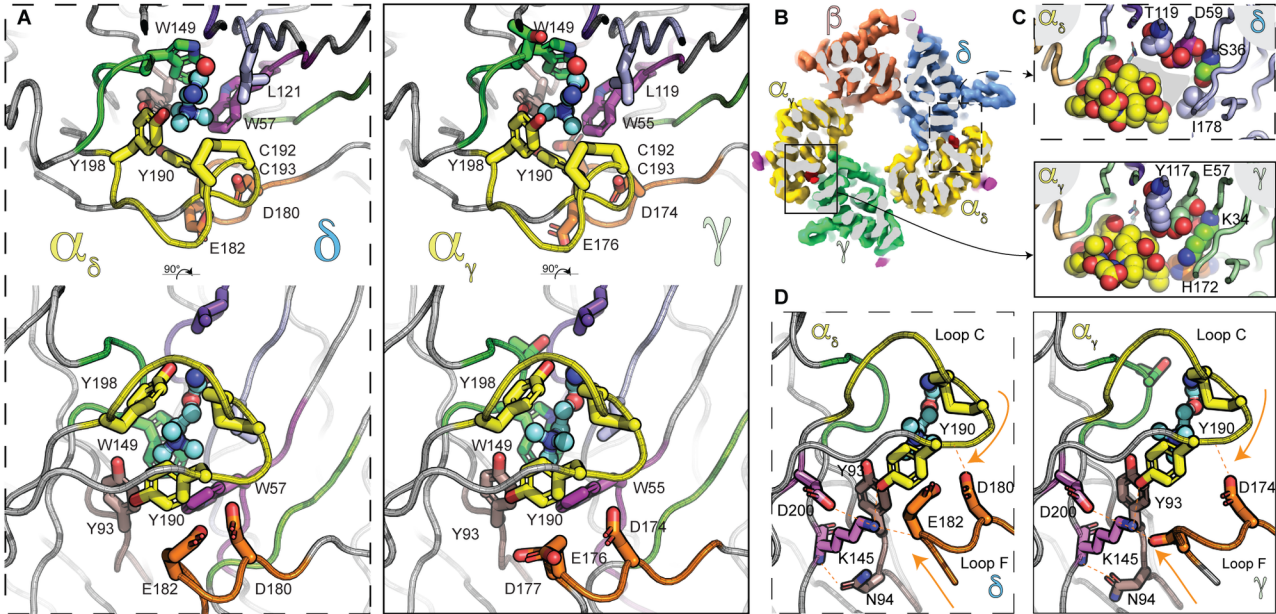 A
W149
L121
W57
Y198
Y190
C192
C193
D180
E182
αδ
δ
90°
Y198
W149
Y93
Y190
W57
E182
D180
W149
L119
W55
Y198
Y190
C192
C193
D174
E176
αγ
γ
90°
Y198
W149
Y93
Y190
W55
D174
E176
D177
B
β
δ
αγ
αδ
γ
C
αδ
T119
D59
δ
S36
I178
αγ
Y117
E57
γ
K34
H172
D
αδ
Loop C
Y190
Y93
D180
D200
E182
K145
Loop F
N94
δ
αγ
Loop C
Y190
Y93
D174
D200
K145
Loop F
N94
γ